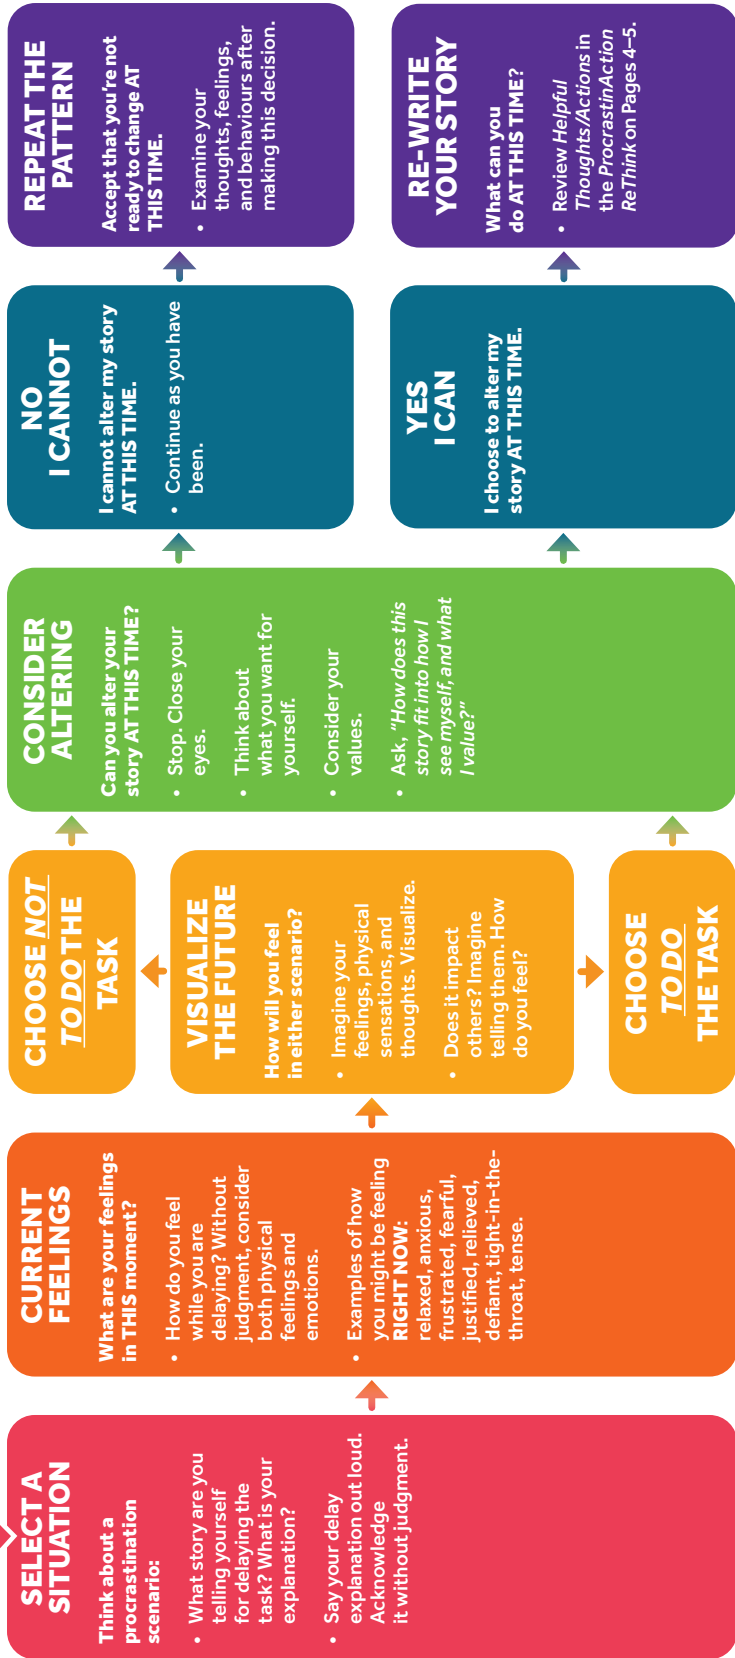 SELECT A
SITUATION
Think about a
procrastination
scenario:
• What story are you
telling yourself
for delaying the
task? What is your
explanation?
• Say your delay
explanation out loud.
Acknowledge
it without judgment.
CURRENT
FEELINGS
What are your feelings
in THIS moment?
• How do you feel
while you are
delaying? Without
judgment, consider
both physical
feelings and
emotions.
• Examples of how
you might be feeling
RIGHT NOW:
relaxed, anxious,
frustrated, fearful,
justified, relieved,
defiant, tight-in-the-
throat, tense.
CHOOSE NOT
TO DO THE
TASK
VISUALIZE
THE FUTURE
How will you feel
in either scenario?
• Imagine your
feelings, physical
sensations, and
thoughts. Visualize.
• Does it impact
others? Imagine
telling them. How
do you feel?
CHOOSE
TO DO
THE TASK
CONSIDER
ALTERING
Can you alter your
story AT THIS TIME?
• Stop. Close your
eyes.
• Think about
what you want for
yourself.
• Consider your
values.
• Ask, "How does this
story fit into how I
see myself, and what
I value?"
NO
I CANNOT
I cannot alter my story
AT THIS TIME.
• Continue as you have
been.
YES
I CAN
I choose to alter my
story AT THIS TIME.
REPEAT THE
PATTERN
Accept that you're not
ready to change AT
THIS TIME.
• Examine your
thoughts, feelings,
and behaviours after
making this decision.
RE-WRITE
YOUR STORY
What can you
do AT THIS TIME?
• Review Helpful
Thoughts/Actions in
the ProcrastinAction
ReThink on Pages 4–5.